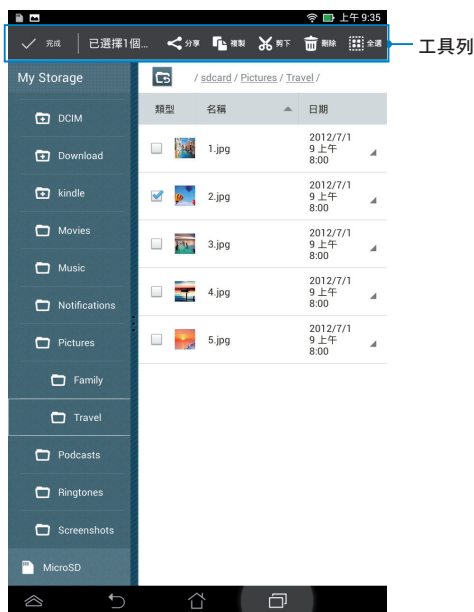 上午 9:35
完成 已選擇1個... 分享 複製 剪下 刪除 全選
工具列
My Storage
/ sdcard / Pictures / Travel /
類型 名稱 日期
DCIM
Download
kindle
Movies
Music
Notifications
Pictures
Family
Travel
Podcasts
Ringtones
Screenshots
MicroSD
1.jpg 2012/7/1
9 上午
8:00
2.jpg 2012/7/1
9 上午
8:00
3.jpg 2012/7/1
9 上午
8:00
4.jpg 2012/7/1
9 上午
8:00
5.jpg 2012/7/1
9 上午
8:00